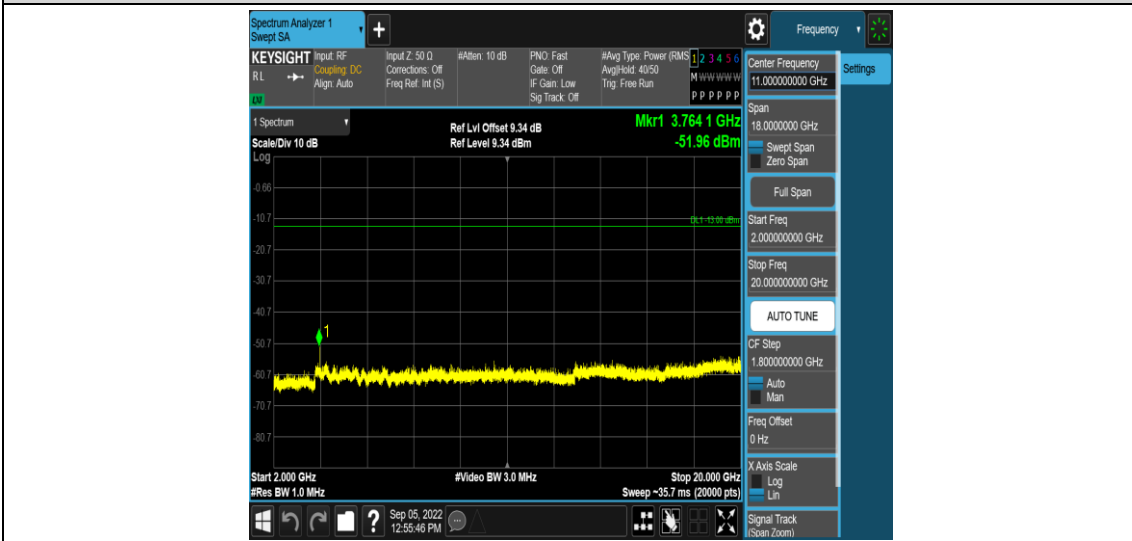 Spectrum Analyzer 1
Swept SA
+
Frequency
KEYSIGHT
RL
LXI
Input: RF
Coupling: DC
Align: Auto
Input Z: 50 Ω
Corrections: Off
Freq Ref: Int (S)
#Atten: 10 dB
PNO: Fast
Gate: Off
IF Gain: Low
Sig Track: Off
#Avg Type: Power (RMS
Avg|Hold: 40/50
Trig: Free Run
1 2 3 4 5 6
M W W W W W
P P P P P P
1 Spectrum
Scale/Div 10 dB
Log
Ref Lvl Offset 9.34 dB
Ref Level 9.34 dBm
Mkr1 3.764 1 GHz
-51.96 dBm
-0.66
-10.7
DL1 -13.00 dBm
-20.7
-30.7
-40.7
1
-50.7
-60.7
-70.7
-80.7
Start 2.000 GHz
#Res BW 1.0 MHz
#Video BW 3.0 MHz
Stop 20.000 GHz
Sweep ~35.7 ms (20000 pts)
?
Sep 05, 2022
12:55:46 PM
Center Frequency
11.000000000 GHz
Settings
Span
18.0000000 GHz
Swept Span
Zero Span
Full Span
Start Freq
2.000000000 GHz
Stop Freq
20.000000000 GHz
AUTO TUNE
CF Step
1.800000000 GHz
Auto
Man
Freq Offset
0 Hz
X Axis Scale
Log
Lin
Signal Track
(Span Zoom)